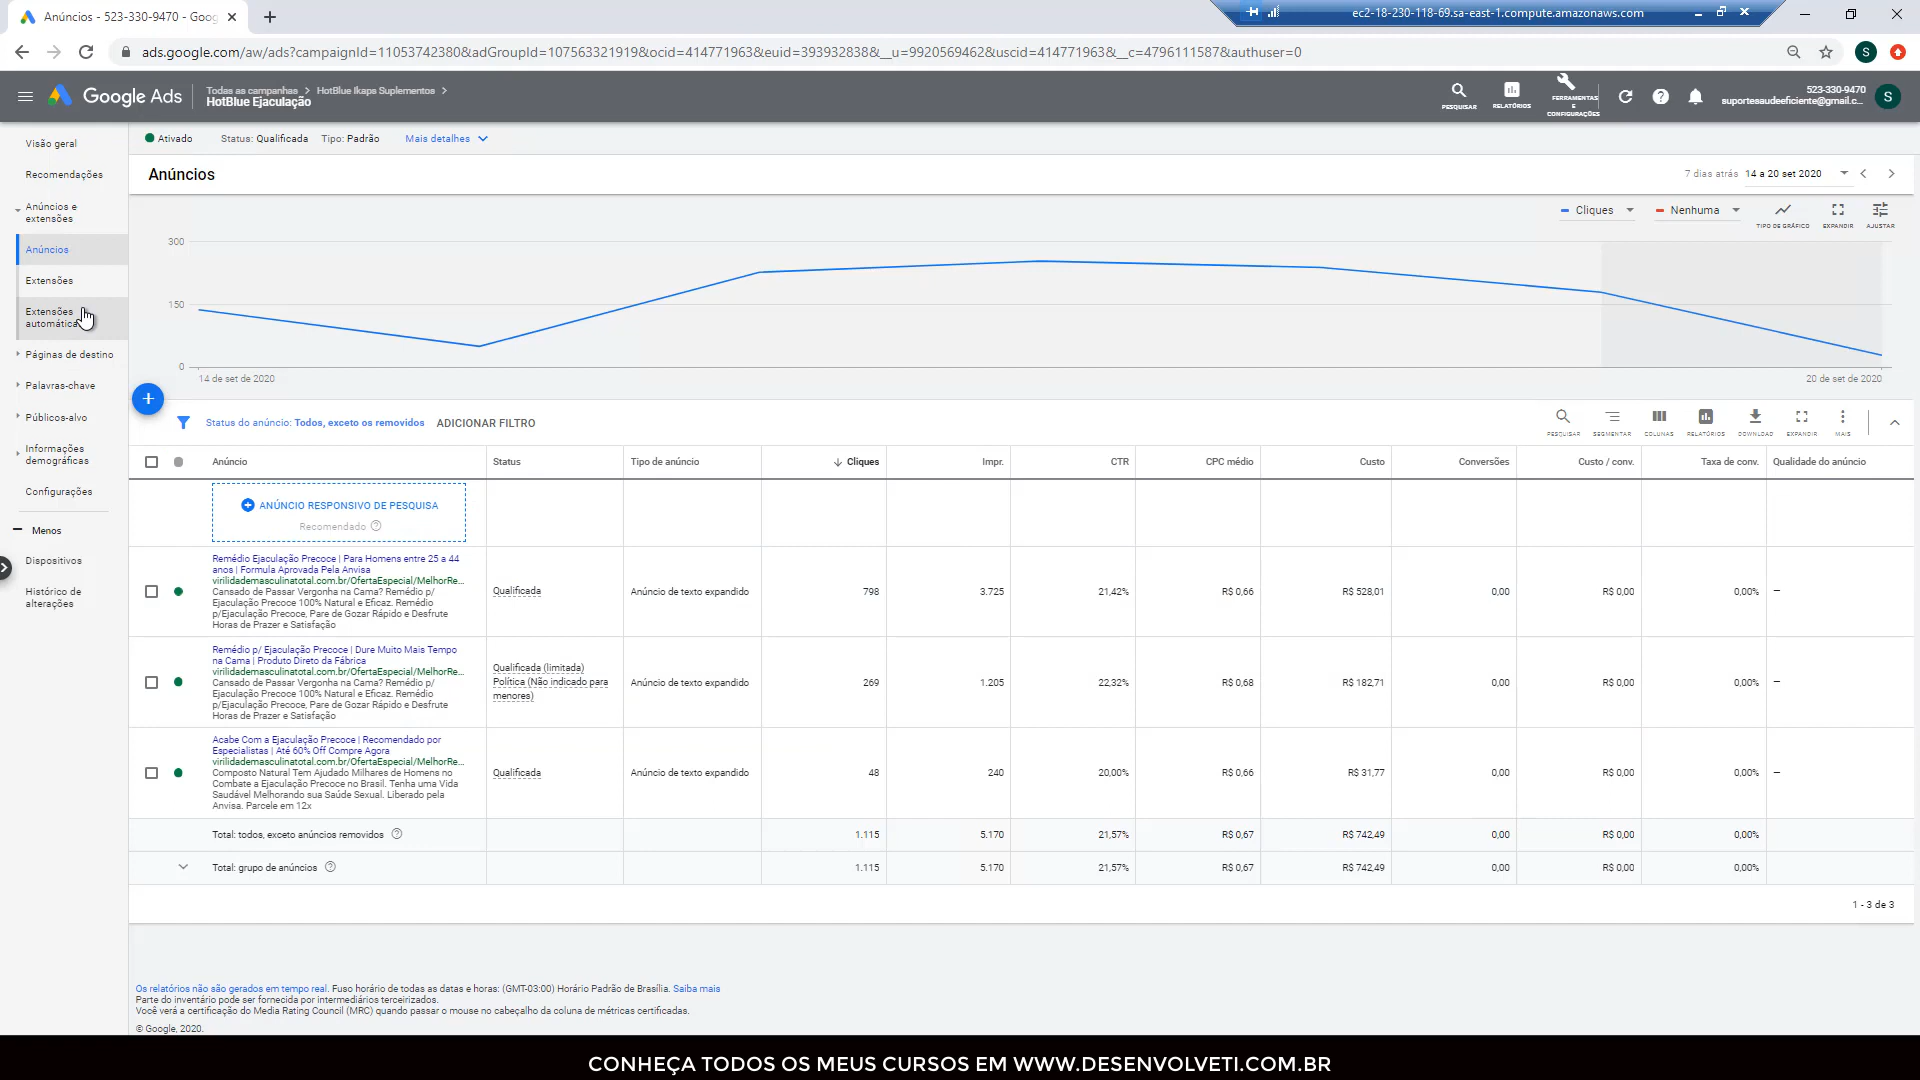 Anúncios - 523-330-9470 - Goog
ec2-18-230-118-69.sa-east-1.compute.amazonaws.com
ads.google.com/aw/ads?campaignId=11053742380&adGroupId=107563321919&ocid=414771963&euid=393932838&__u=9920569462&uscid=414771963&__c=4796111587&authuser=0
S
Google Ads
Todas as campanhas
HotBlue Ikaps Suplementos
HotBlue Ejaculação
PESQUISAR
RELATÓRIOS
FERRAMENTAS
E
CONFIGURAÇÕES
523-330-9470
suportesaudeeficiente@gmail.c...
S
Visão geral
Recomendações
Anúncios e
extensões
Anúncios
Extensões
Extensões
automática
Páginas de destino
Palavras-chave
Públicos-alvo
Informações
demográficas
Configurações
Menos
Dispositivos
Histórico de
alterações
Ativado
Status: Qualificada
Tipo: Padrão
Mais detalhes
Anúncios
7 dias atrás
14 a 20 set 2020
Cliques
Nenhuma
TIPO DE GRÁFICO
EXPANDIR
AJUSTAR
300
150
0
14 de set de 2020
20 de set de 2020
Status do anúncio: Todos, exceto os removidos
ADICIONAR FILTRO
PESQUISAR
SEGMENTAR
COLUNAS
RELATÓRIOS
DOWNLOAD
EXPANDIR
MAIS
Anúncio
Status
Tipo de anúncio
Cliques
Impr.
CTR
CPC médio
Custo
Conversões
Custo / conv.
Taxa de conv.
Qualidade do anúncio
ANÚNCIO RESPONSIVO DE PESQUISA
Recomendado
Remédio Ejaculação Precoce | Para Homens entre 25 a 44
anos | Formula Aprovada Pela Anvisa
virilidademasculinatotal.com.br/OfertaEspecial/MelhorRe...
Cansado de Passar Vergonha na Cama? Remédio p/
Ejaculação Precoce 100% Natural e Eficaz. Remédio
p/Ejaculação Precoce, Pare de Gozar Rápido e Desfrute
Horas de Prazer e Satisfação
Qualificada
Anúncio de texto expandido
798
3.725
21,42%
R$ 0,66
R$ 528,01
0,00
R$ 0,00
0,00%
–
Remédio p/ Ejaculação Precoce | Dure Muito Mais Tempo
na Cama | Produto Direto da Fábrica
virilidademasculinatotal.com.br/OfertaEspecial/MelhorRe...
Cansado de Passar Vergonha na Cama? Remédio p/
Ejaculação Precoce 100% Natural e Eficaz. Remédio
p/Ejaculação Precoce, Pare de Gozar Rápido e Desfrute
Horas de Prazer e Satisfação
Qualificada (limitada)
Política (Não indicado para
menores)
Anúncio de texto expandido
269
1.205
22,32%
R$ 0,68
R$ 182,71
0,00
R$ 0,00
0,00%
–
Acabe Com a Ejaculação Precoce | Recomendado por
Especialistas | Até 60% Off Compre Agora
virilidademasculinatotal.com.br/OfertaEspecial/MelhorRe...
Composto Natural Tem Ajudado Milhares de Homens no
Combate a Ejaculação Precoce no Brasil. Tenha uma Vida
Saudável Melhorando sua Saúde Sexual. Liberado pela
Anvisa. Parcele em 12x
Qualificada
Anúncio de texto expandido
48
240
20,00%
R$ 0,66
R$ 31,77
0,00
R$ 0,00
0,00%
–
Total: todos, exceto anúncios removidos
1.115
5.170
21,57%
R$ 0,67
R$ 742,49
0,00
R$ 0,00
0,00%
Total: grupo de anúncios
1.115
5.170
21,57%
R$ 0,67
R$ 742,49
0,00
R$ 0,00
0,00%
1 - 3 de 3
Os relatórios não são gerados em tempo real. Fuso horário de todas as datas e horas: (GMT-03:00) Horário Padrão de Brasília. Saiba mais
Parte do inventário pode ser fornecida por intermediários terceirizados.
Você verá a certificação do Media Rating Council (MRC) quando passar o mouse no cabeçalho da coluna de métricas certificadas.
© Google, 2020.
CONHEÇA TODOS OS MEUS CURSOS EM WWW.DESENVOLVETI.COM.BR